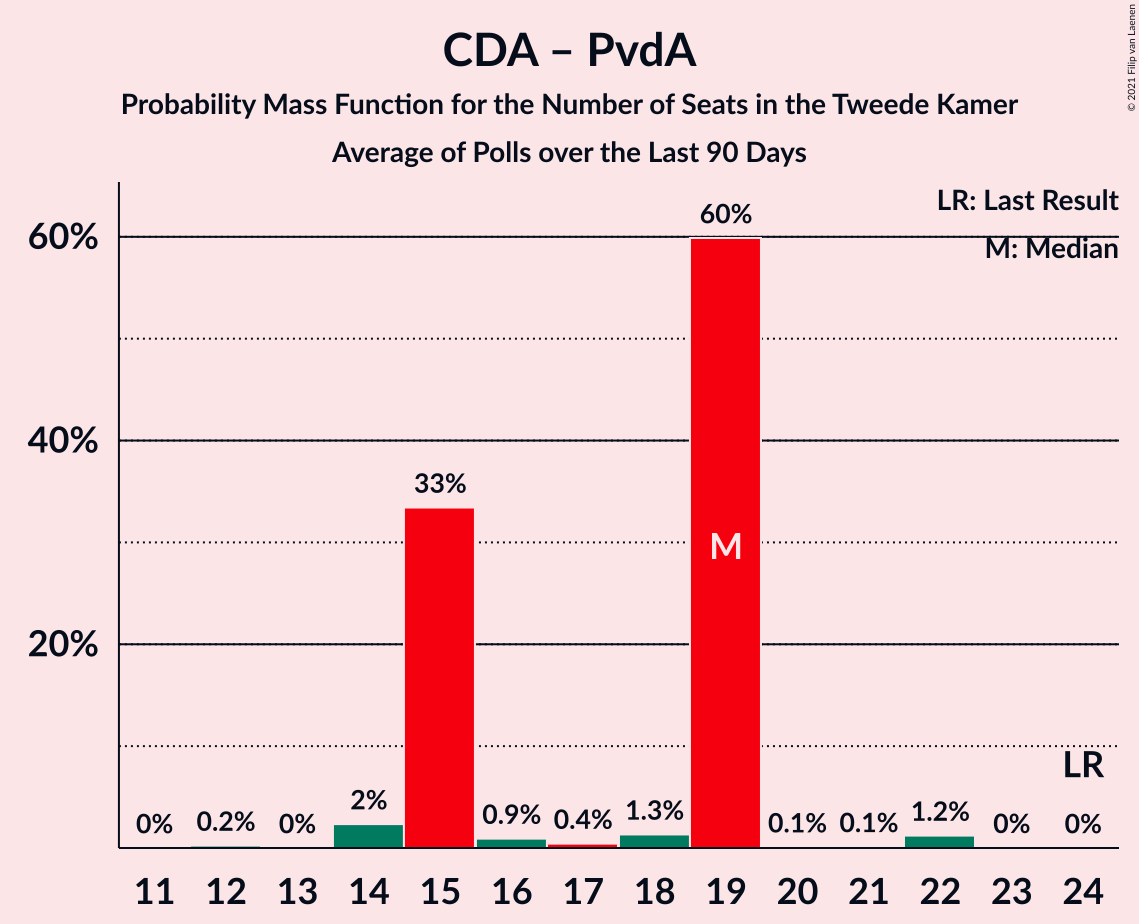 CDA – PvdA
Probability Mass Function for the Number of Seats in the Tweede Kamer
Average of Polls over the Last 90 Days
© 2021 Filip van Laenen
LR: Last Result
M: Median
60%
40%
20%
0%
0.2%
0%
2%
33%
0.9%
0.4%
1.3%
60%
0.1%
0.1%
1.2%
0%
0%
M
LR
11 12 13 14 15 16 17 18 19 20 21 22 23 24